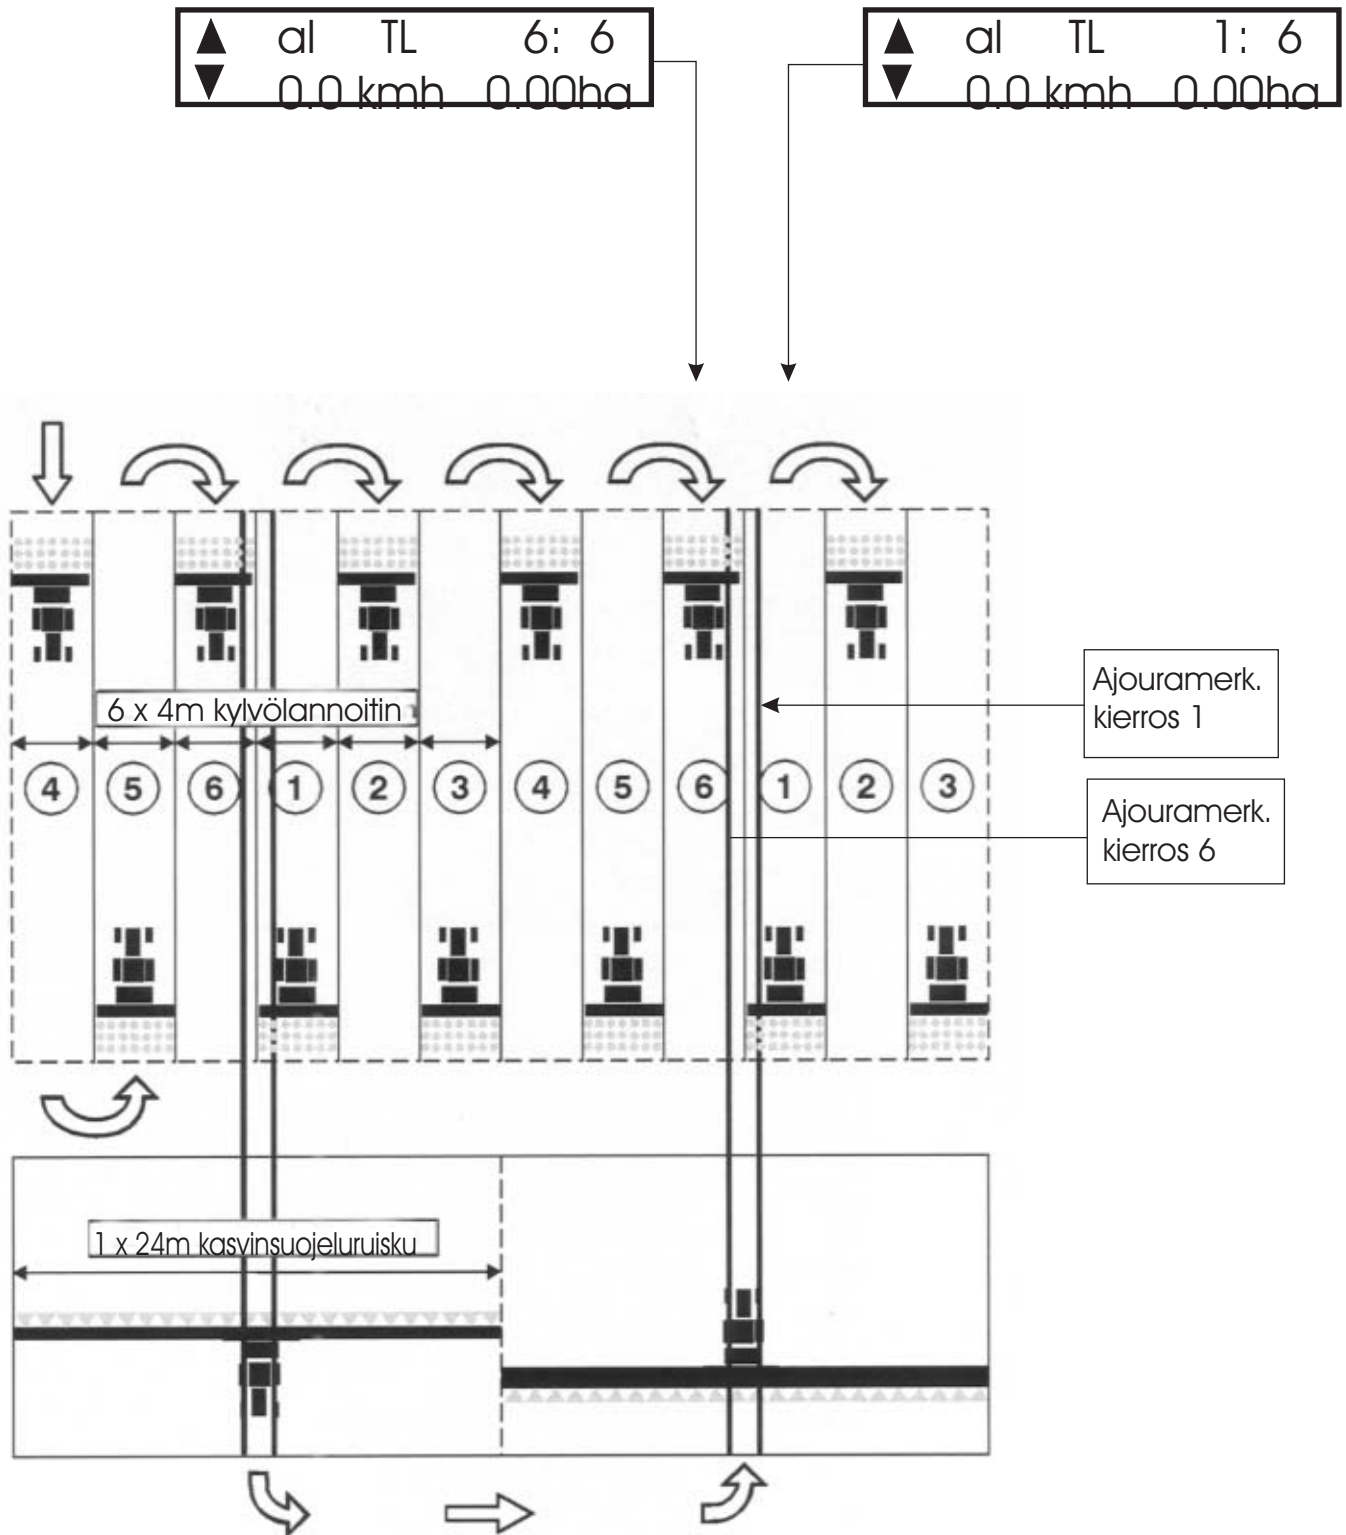 ▲ al TL 6: 6
▼ 0.0 kmh 0.00ha
▲ al TL 1: 6
▼ 0.0 kmh 0.00ha
6 x 4m kylvölannoitin
Ajouramerk.
kierros 1
4 5 6 1 2 3 4 5 6 1 2 3
Ajouramerk.
kierros 6
1 x 24m kasvinsuojeluruisku